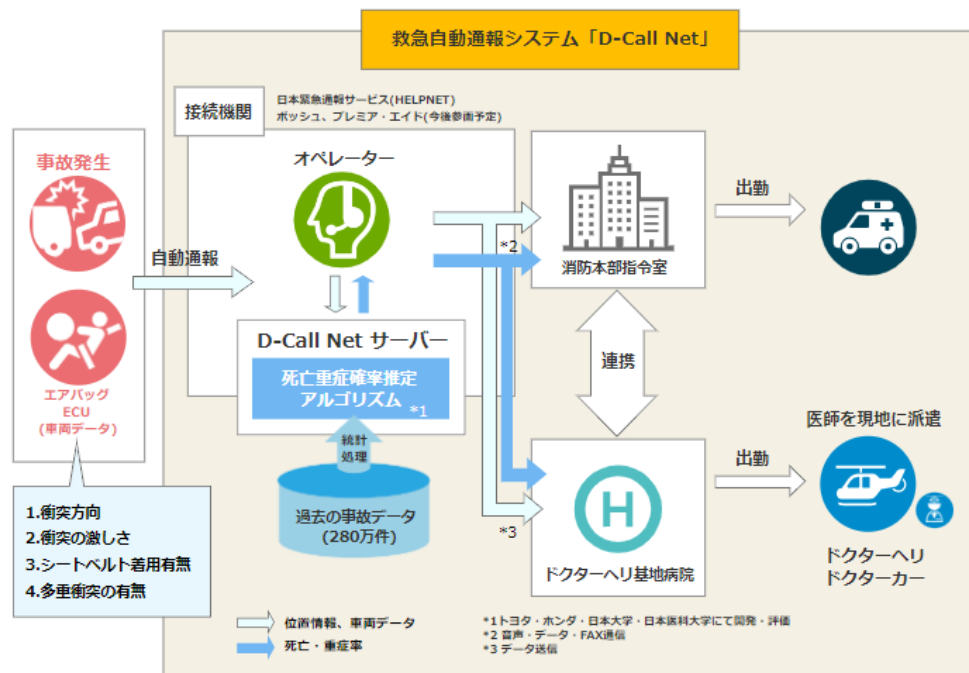 救急自動通報システム「D-Call Net」
接続機関
日本緊急通報サービス(HELPNET)
ボッシュ、プレミア・エイド(今後参画予定)
事故発生
オペレーター
自動通報
*2
消防本部指令室
出勤
エアバッグ
ECU
(車両データ)
D-Call Net サーバー
死亡重症確率推定
アルゴリズム
*1
統計
処理
過去の事故データ
(280万件)
連携
医師を現地に派遣
出勤
*3
H
ドクターヘリ基地病院
ドクターヘリ
ドクターカー
1.衝突方向
2.衝突の激しさ
3.シートベルト着用有無
4.多重衝突の有無
位置情報、車両データ
死亡・重症率
*1トヨタ・ホンダ・日本大学・日本医科大学にて開発・評価
*2 音声・データ・FAX通信
*3 データ送信